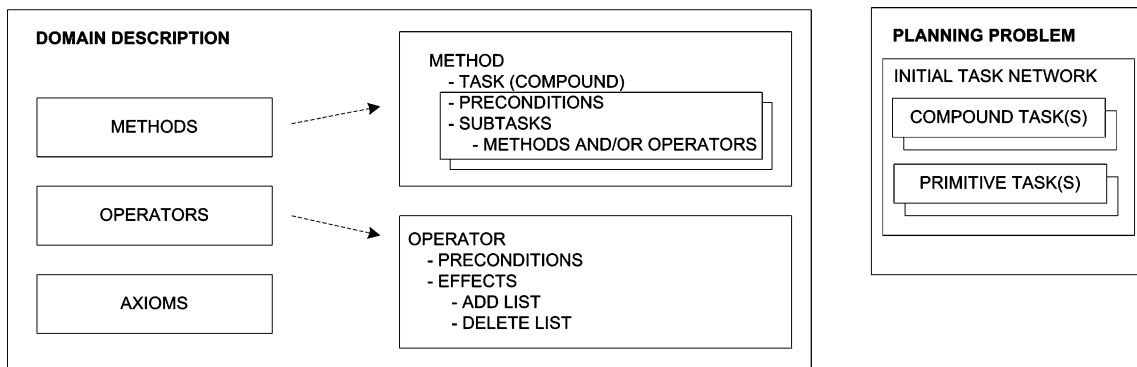 DOMAIN DESCRIPTION
METHODS
OPERATORS
AXIOMS
METHOD
- TASK (COMPOUND)
- PRECONDITIONS
- SUBTASKS
- METHODS AND/OR OPERATORS
OPERATOR
- PRECONDITIONS
- EFFECTS
- ADD LIST
- DELETE LIST
PLANNING PROBLEM
INITIAL TASK NETWORK
COMPOUND TASK(S)
PRIMITIVE TASK(S)